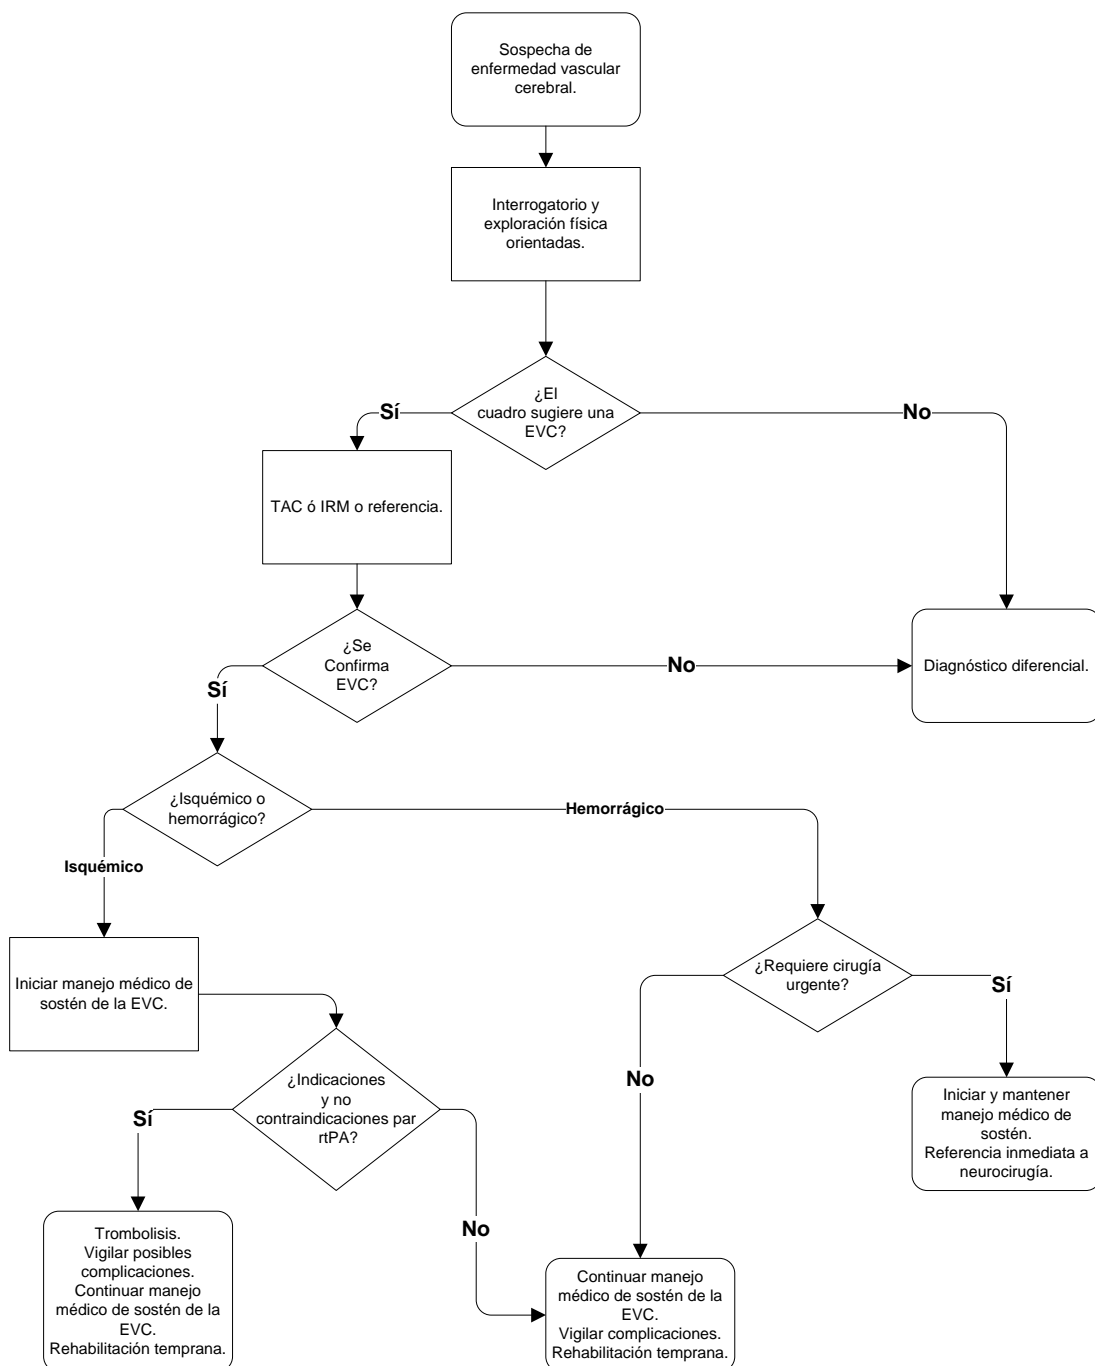 Sospecha de
enfermedad vascular
cerebral.
Interrogatorio y
exploración física
orientadas.
¿El
cuadro sugiere una
EVC?
Sí
No
TAC ó IRM o referencia.
¿Se
Confirma
EVC?
No
Diagnóstico diferencial.
Sí
¿Isquémico o
hemorrágico?
Hemorrágico
Isquémico
Iniciar manejo médico de
sostén de la EVC.
¿Requiere cirugía
urgente?
Sí
No
¿Indicaciones
y no
contraindicaciones par
rtPA?
Sí
No
Iniciar y mantener
manejo médico de
sostén.
Referencia inmediata a
neurocirugía.
Trombolisis.
Vigilar posibles
complicaciones.
Continuar manejo
médico de sostén de la
EVC.
Rehabilitación temprana.
Continuar manejo
médico de sostén de la
EVC.
Vigilar complicaciones.
Rehabilitación temprana.